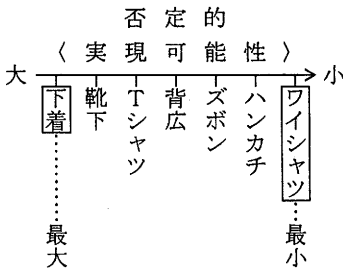 否定的
〈実現可能性〉
大
小
下着
靴下
Tシャツ
背広
ズボン
ハンカチ
ワイシャツ
最大
最小